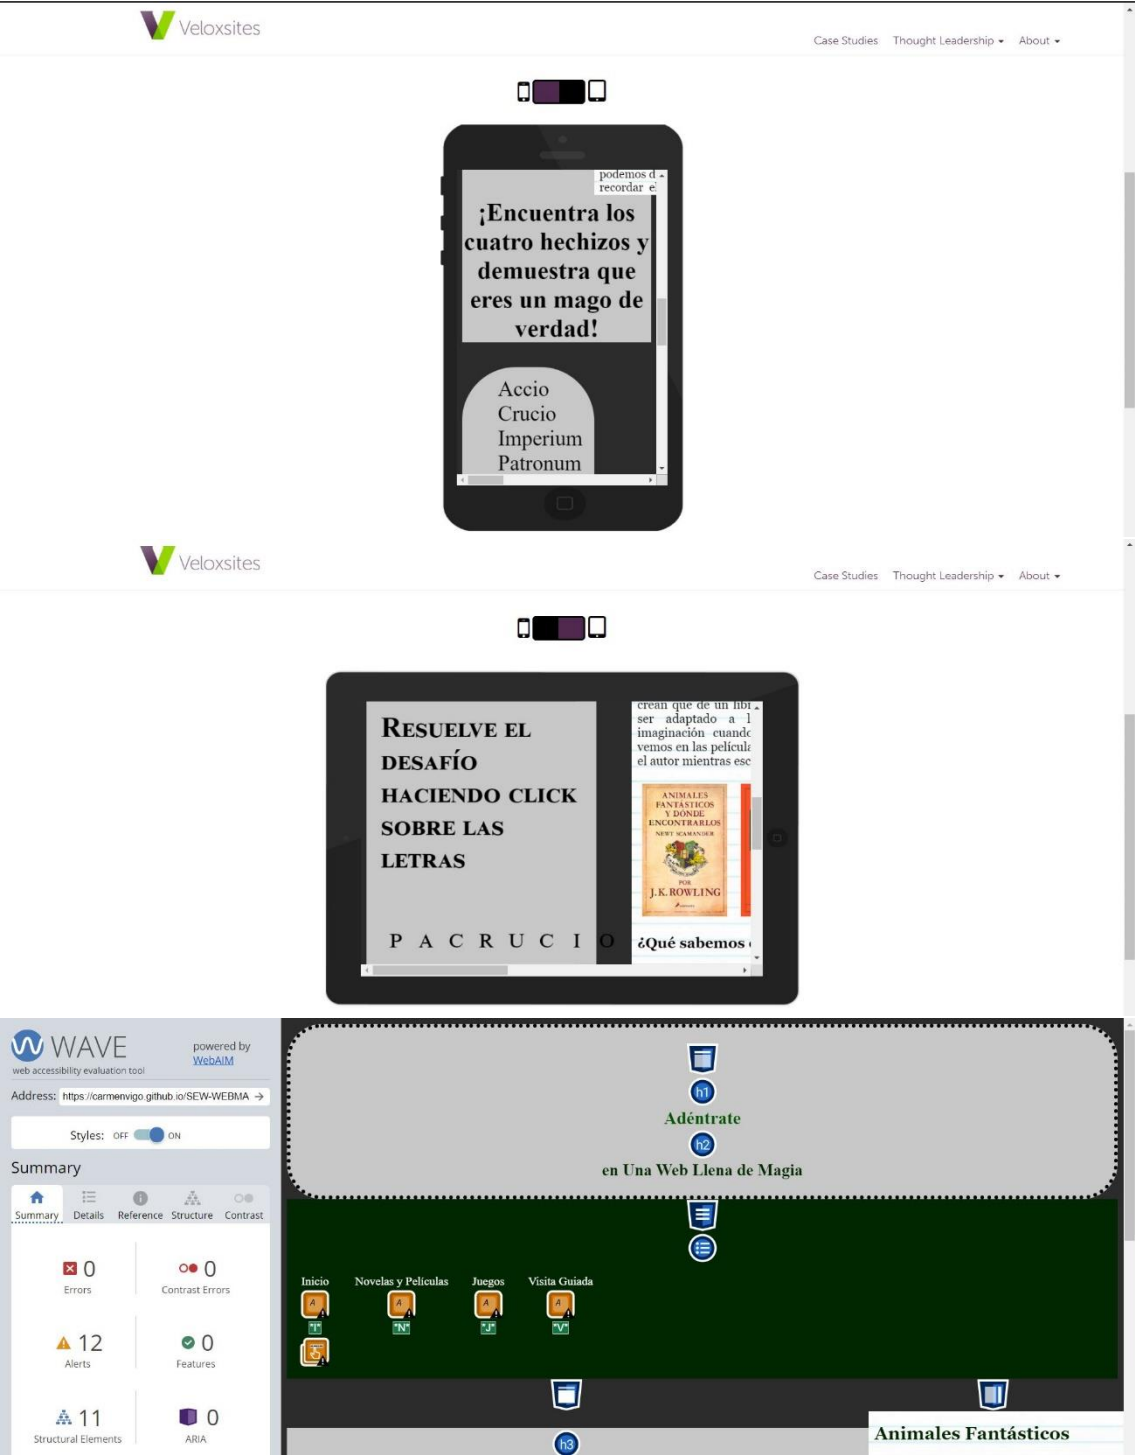 Veloxsites
Case Studies Thought Leadership About
podemos d
recordar el
¡Encuentra los
cuatro hechizos y
demuestra que
eres un mago de
verdad!
Accio
Crucio
Imperium
Patronum
Veloxsites
Case Studies Thought Leadership About
RESUELVE EL
DESAFÍO
HACIENDO CLICK
SOBRE LAS
LETRAS
P A C R U C I O
crean que de un libr
ser adaptado a l
imaginación cuando
vemos en las película
el autor mientras esc
ANIMALES
FANTÁSTICOS
Y DÓNDE
ENCONTRARLOS
NEWT SCAMANDER
POR
J.K. ROWLING
¿Qué sabemos
WAVE
web accessibility evaluation tool
powered by
WebAIM
Address: https://carmenvigo.github.io/SEW-WEBMA
Styles: OFF ON
Summary
Summary Details Reference Structure Contrast
0 Errors
0 Contrast Errors
12 Alerts
0 Features
11 Structural Elements
0 ARIA
h1
Adéntrate
h2
en Una Web Llena de Magia
Inicio Novelas y Películas Juegos Visita Guiada
A A A A
"I" "N" "J" "V"
h3
Animales Fantásticos